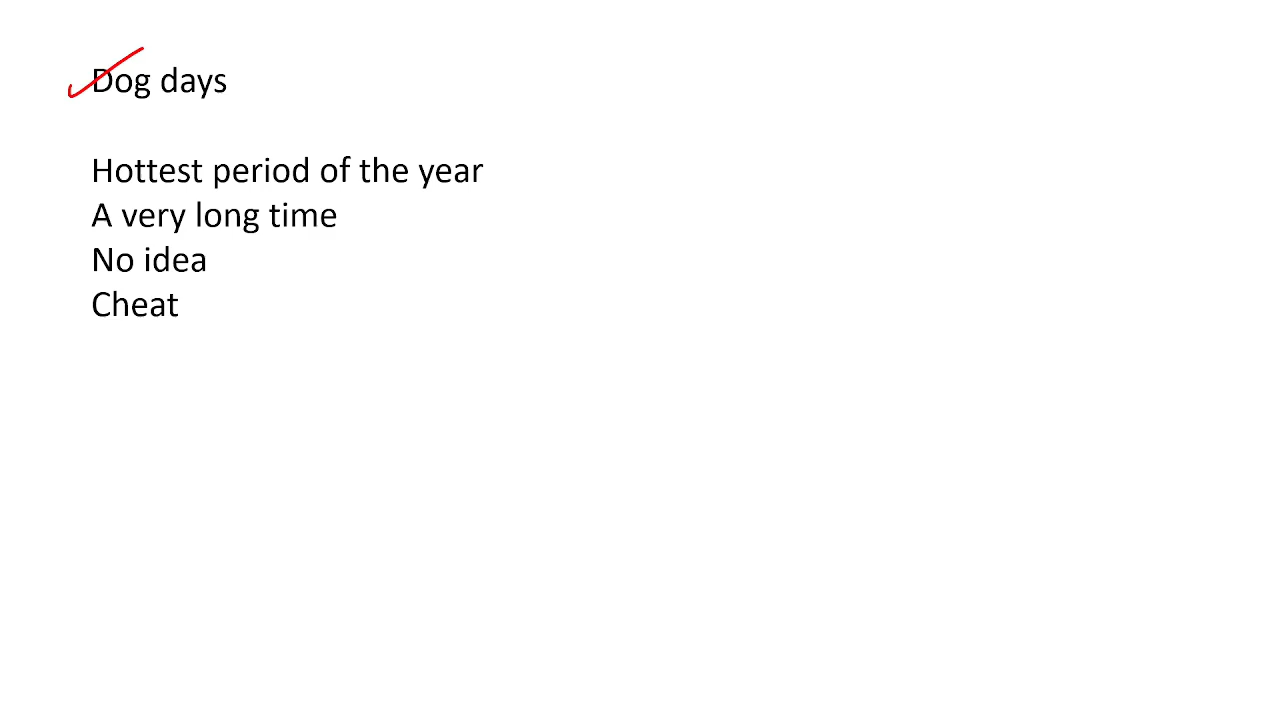 Dog days
Hottest period of the year
A very long time
No idea
Cheat